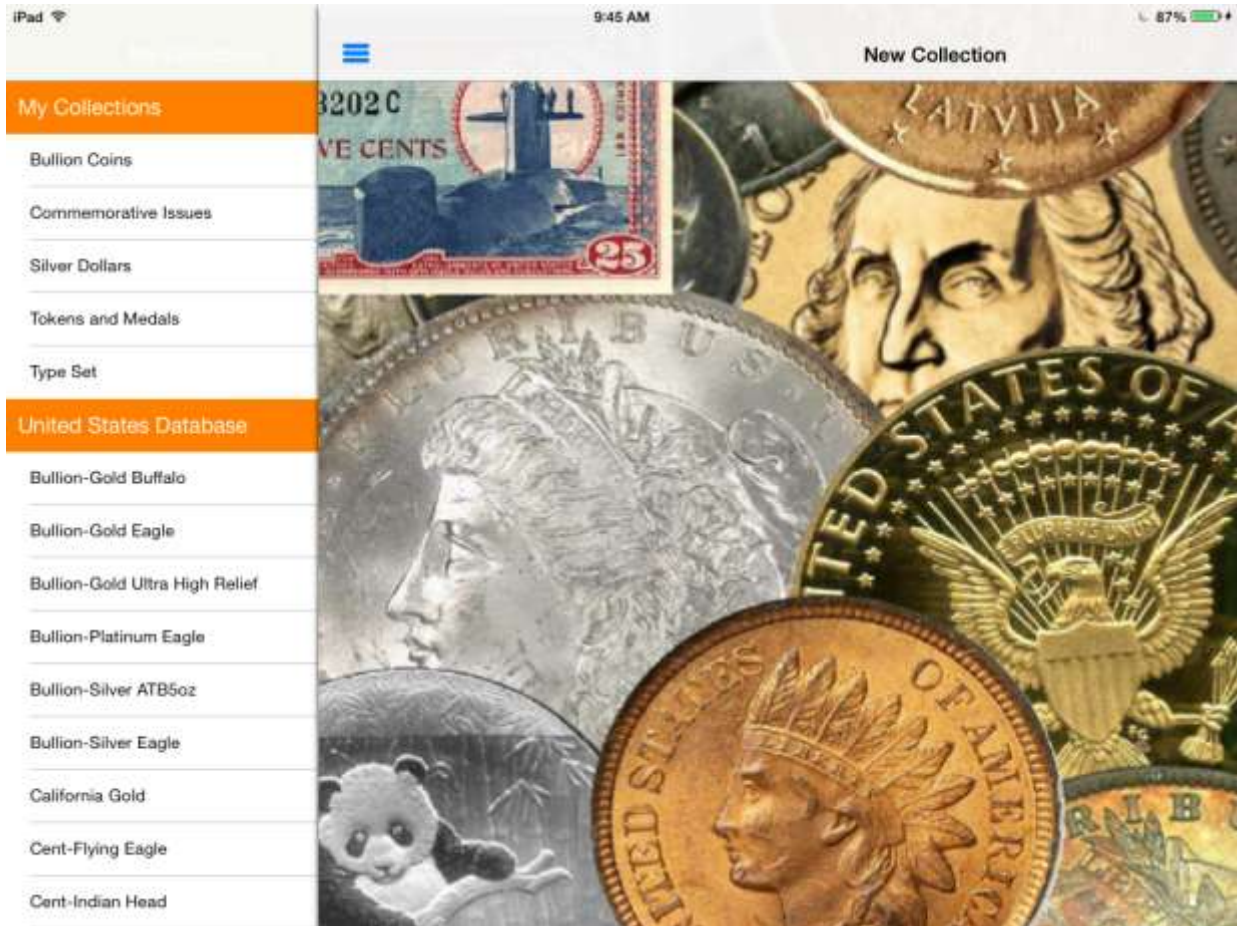 iPad
9:45 AM
87%
New Collection
My Collections
Bullion Coins
Commemorative Issues
Silver Dollars
Tokens and Medals
Type Set
United States Database
Bullion-Gold Buffalo
Bullion-Gold Eagle
Bullion-Gold Ultra High Relief
Bullion-Platinum Eagle
Bullion-Silver ATB5oz
Bullion-Silver Eagle
California Gold
Cent-Flying Eagle
Cent-Indian Head
3202 C
VE CENTS
25
LATVIJA
LURIBUS
UNITED STATES OF A
UNITED STATES OF AMERICA
RIBU